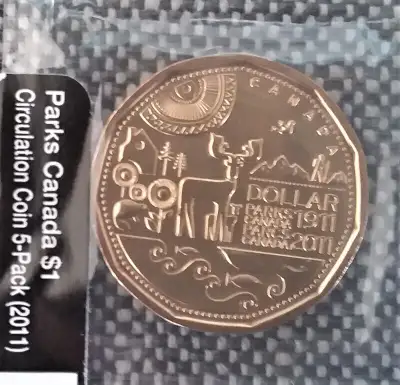 Parks Canada $1
Circulation Coin 5-Pack (2011)
CANADA
DOLLAR
PARKS 1911
CANADA
PARCS 2011
CANADA